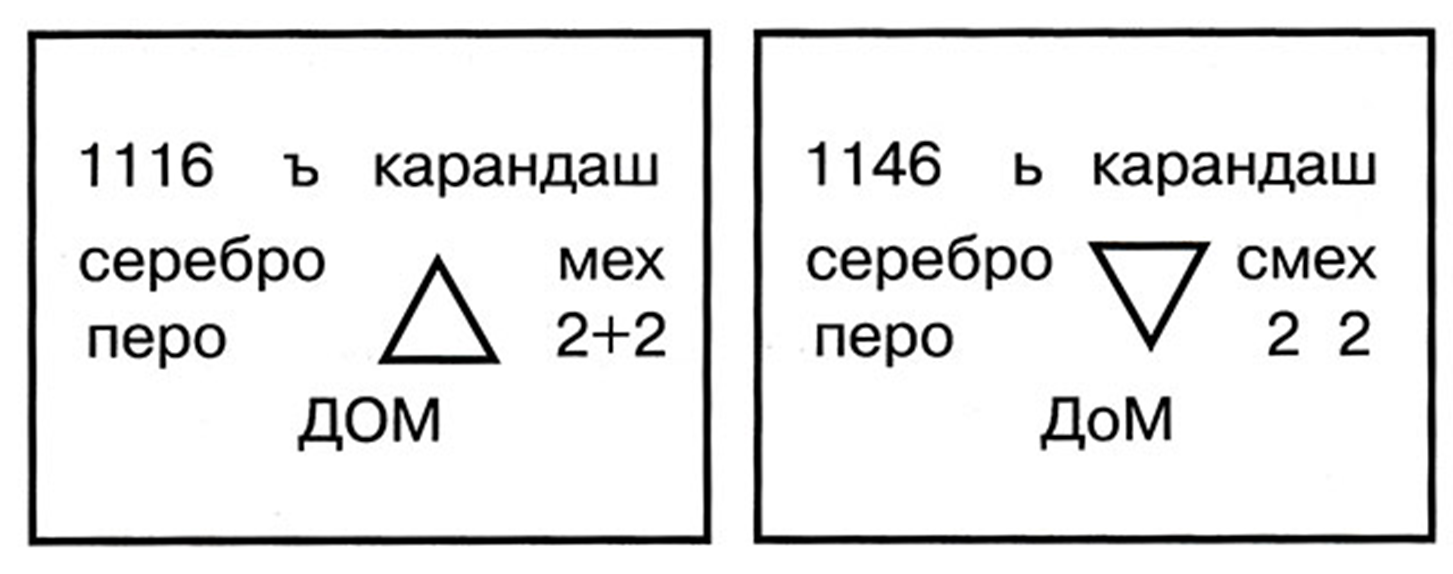 1116 ъ карандаш
серебро мех
перо 2+2
ДОМ
1146 ь карандаш
серебро смех
перо 2 2
ДоМ